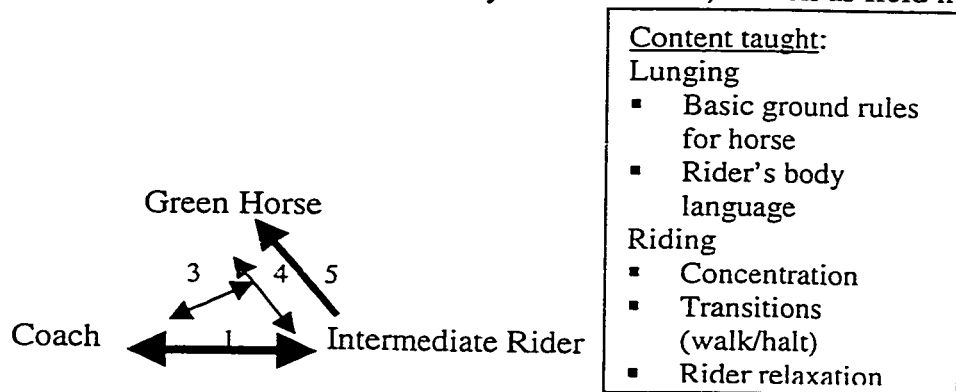 Content taught:
Lunging
▪ Basic ground rules
for horse
▪ Rider's body
language
Riding
▪ Concentration
▪ Transitions
(walk/halt)
▪ Rider relaxation
Green Horse
3 4 5
Coach 1 Intermediate Rider